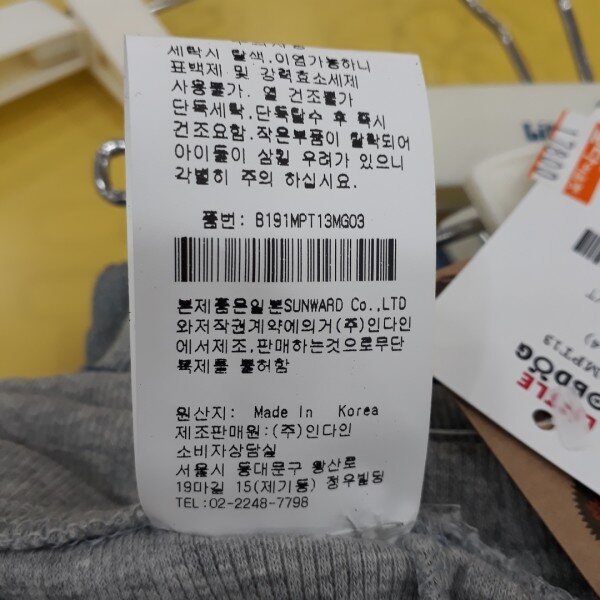 세탁시 탈색.이염가능하니
표백제 및 강력효소세제
사용불가. 열 건조불가
단독세탁,단독탈수 후 즉시
건조요함.작은부품이 탈락되어
아이들이 삼킬 우려가 있으니
각별히 주의 하십시요.
품번: B191MPT13MG03
본제품은일본SUNWARD Co.,LTD
와저작권계약에의거(주)인다인
에서제조,판매하는것으로무단
복제를 불허함
원산지: Made In Korea
제조판매원:(주)인다인
소비자상담실
서울시 동대문구 왕산로
19마길 15(제기동) 정우빌딩
TEL:02-2248-7798
17800
MPT13
LITTLE
BOBDOG